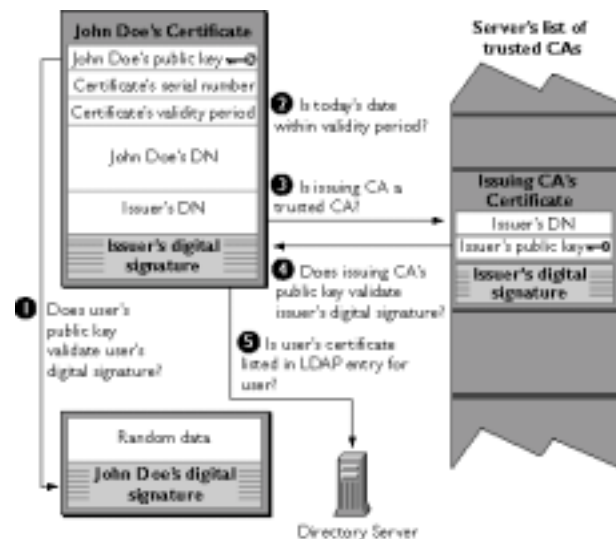 John Doe's Certificate
John Doe's public key
Certificate's serial number
Certificate's validity period
John Doe's DN
Issuer's DN
Issuer's digital
signature
Server's list of
trusted CAs
2 Is today's date
within validity period?
3 Is issuing CA a
trusted CA?
Issuing CA's
Certificate
Issuer's DN
Issuer's public key
Issuer's digital
signature
4 Does issuing CA's
public key validate
issuer's digital signature?
1 Does user's
public key
validate user's
digital signature?
5 Is user's certificate
listed in LDAP entry for
user?
Random data
John Doe's digital
signature
Directory Server